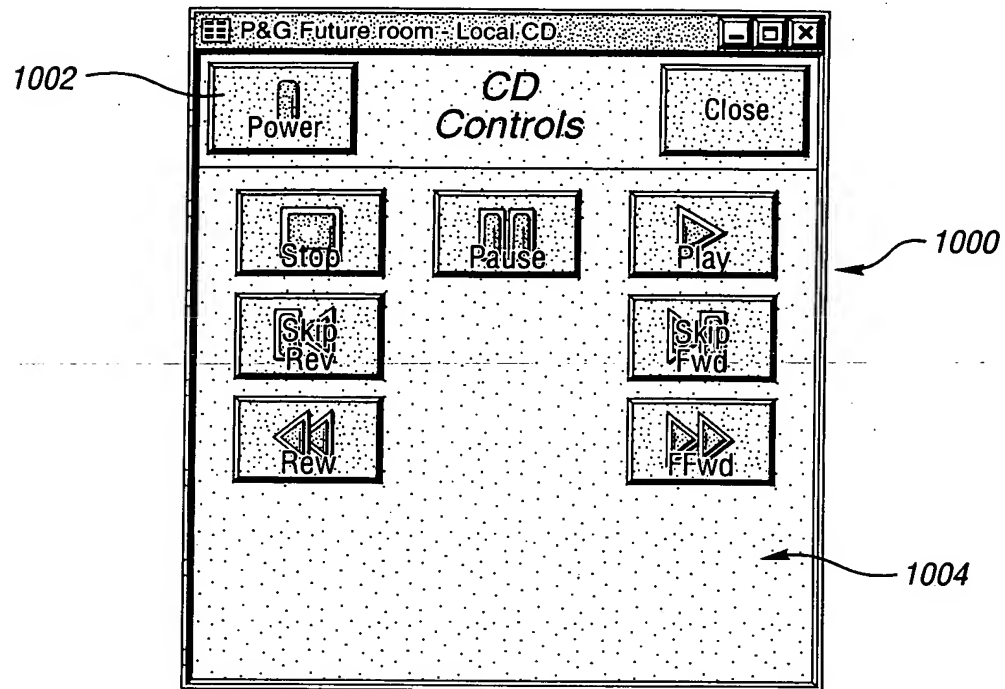 P&G Future room - Local CD
1002
Power
CD
Controls
Close
Stop
Pause
Play
1000
Skip
Rev
Skip
Fwd
Rew
FFwd
1004